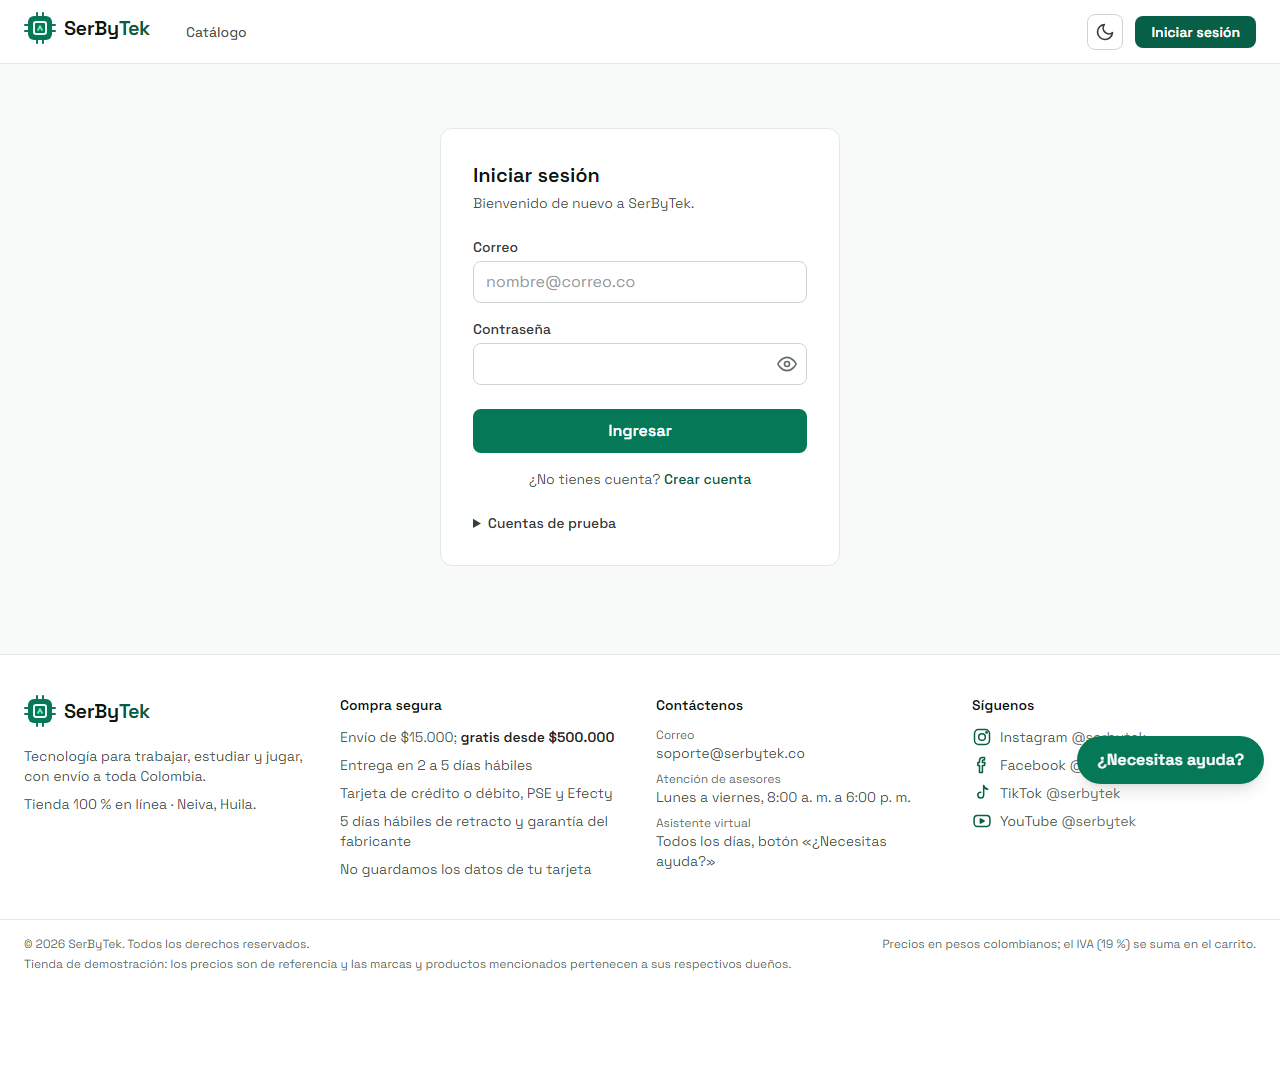 SerByTek
Catálogo
Iniciar sesión
Iniciar sesión
Bienvenido de nuevo a SerByTek.
Correo
nombre@correo.co
Contraseña
Ingresar
¿No tienes cuenta? Crear cuenta
Cuentas de prueba
SerByTek
Tecnología para trabajar, estudiar y jugar,
con envío a toda Colombia.
Tienda 100 % en línea · Neiva, Huila.
Compra segura
Envío de $15.000; gratis desde $500.000
Entrega en 2 a 5 días hábiles
Tarjeta de crédito o débito, PSE y Efecty
5 días hábiles de retracto y garantía del
fabricante
No guardamos los datos de tu tarjeta
Contáctenos
Correo
soporte@serbytek.co
Atención de asesores
Lunes a viernes, 8:00 a. m. a 6:00 p. m.
Asistente virtual
Todos los días, botón «¿Necesitas
ayuda?»
Síguenos
Instagram @serbytek
Facebook
TikTok @serbytek
YouTube @serbytek
¿Necesitas ayuda?
© 2026 SerByTek. Todos los derechos reservados.
Precios en pesos colombianos; el IVA (19 %) se suma en el carrito.
Tienda de demostración: los precios son de referencia y las marcas y productos mencionados pertenecen a sus respectivos dueños.